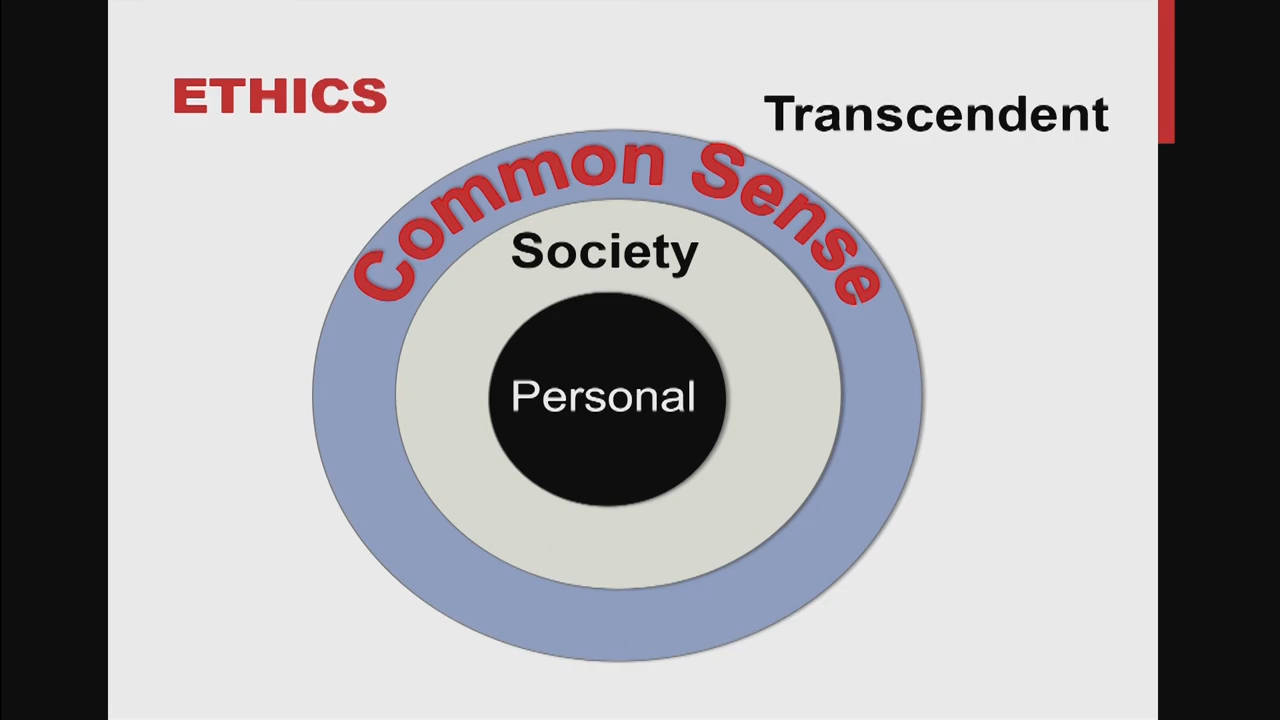 ETHICS
Transcendent
Common Sense
Society
Personal